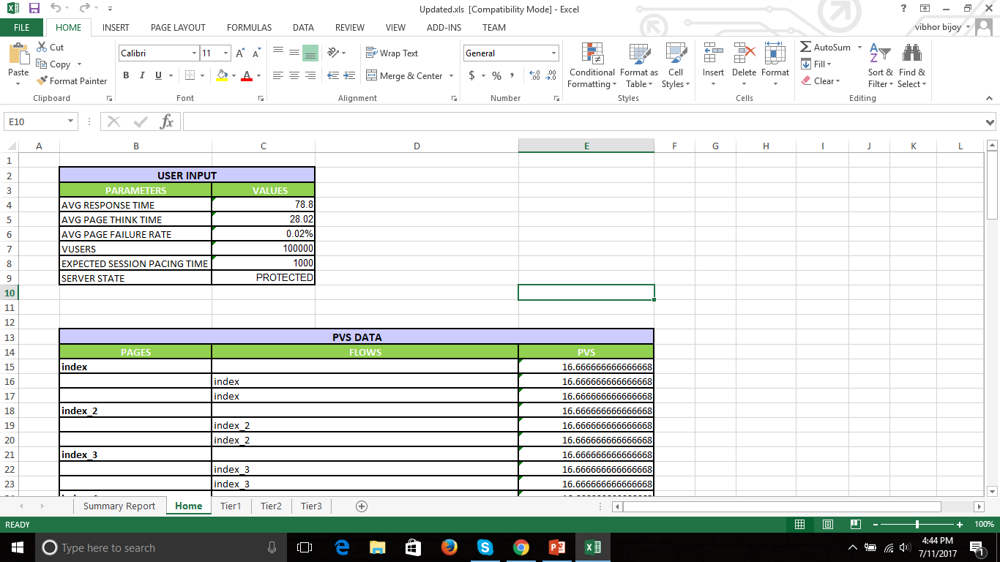 Updated.xls [Compatibility Mode] - Excel
FILE HOME INSERT PAGE LAYOUT FORMULAS DATA REVIEW VIEW ADD-INS TEAM vibhor bijoy
Paste
Cut
Copy
Format Painter
Clipboard
Calibri 11
B I U
Font
Wrap Text
Merge & Center
Alignment
General
$ % ,
Number
Conditional Formatting
Format as Table
Cell Styles
Styles
Insert Delete Format
Cells
AutoSum
Fill
Clear
Sort & Filter
Find & Select
Editing
E10 fx
A B C D E F G H I J K L
1
2 USER INPUT
3 PARAMETERS VALUES
4 AVG RESPONSE TIME 78.8
5 AVG PAGE THINK TIME 28.02
6 AVG PAGE FAILURE RATE 0.02%
7 VUSERS 100000
8 EXPECTED SESSION PACING TIME 1000
9 SERVER STATE PROTECTED
10
11
12
13 PVS DATA
14 PAGES FLOWS PVS
15 index 16.666666666666668
16 index 16.666666666666668
17 index 16.666666666666668
18 index_2 16.666666666666668
19 index_2 16.666666666666668
20 index_2 16.666666666666668
21 index_3 16.666666666666668
22 index_3 16.666666666666668
23 index_3 16.666666666666668
Summary Report Home Tier1 Tier2 Tier3
READY 100%
Type here to search
4:44 PM
7/11/2017
1